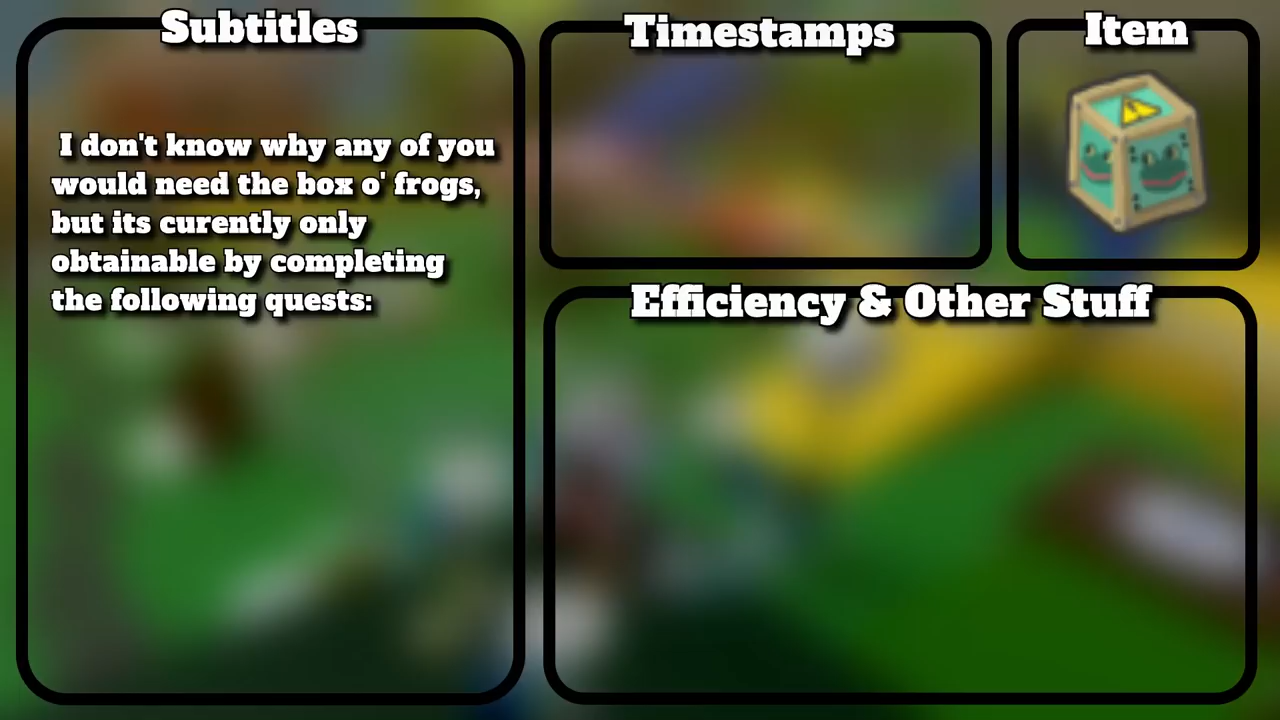 Subtitles
I don't know why any of you
would need the box o' frogs,
but its curently only
obtainable by completing
the following quests:
Timestamps
Item
Efficiency & Other Stuff